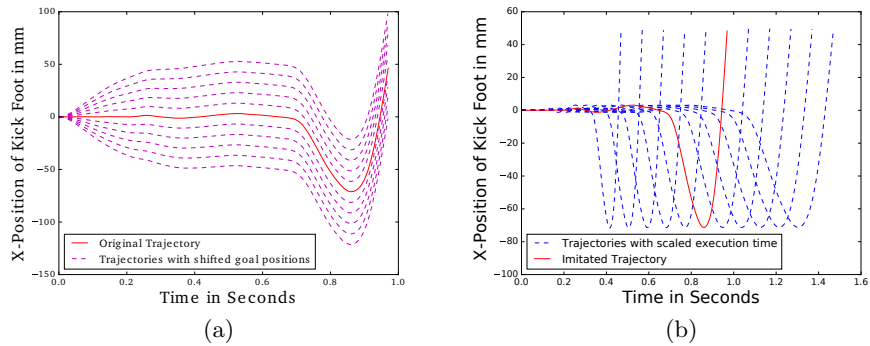 100
50
0
−50
−100
−150
0.0 0.2 0.4 0.6 0.8 1.0
X-Position of Kick Foot in mm
Time in Seconds
Original Trajectory
Trajectories with shifted goal positions
(a)
60
40
20
0
−20
−40
−60
−80
−100
0.0 0.2 0.4 0.6 0.8 1.0 1.2 1.4 1.6
X-Position of Kick Foot in mm
Time in Seconds
Trajectories with scaled execution time
Imitated Trajectory
(b)